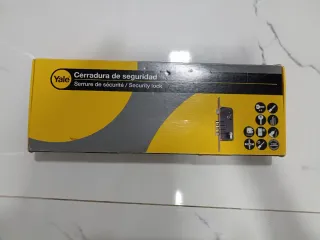 Yale
Cerradura de seguridad
Serrure de sécurité / Security lock